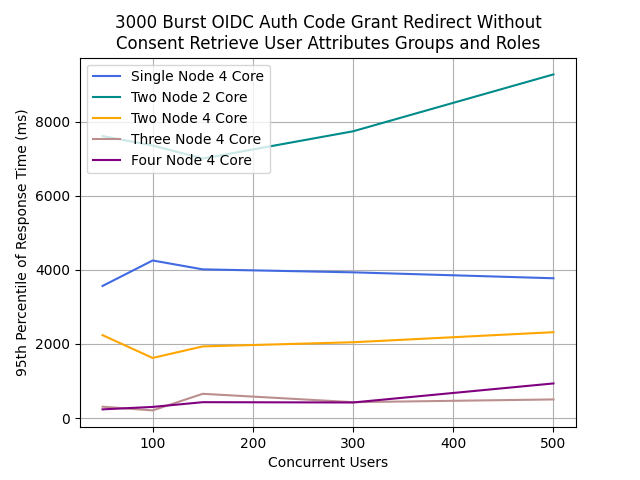 3000 Burst OIDC Auth Code Grant Redirect Without
Consent Retrieve User Attributes Groups and Roles
Single Node 4 Core
Two Node 2 Core
Two Node 4 Core
Three Node 4 Core
Four Node 4 Core
95th Percentile of Response Time (ms)
8000
6000
4000
2000
0
100 200 300 400 500
Concurrent Users